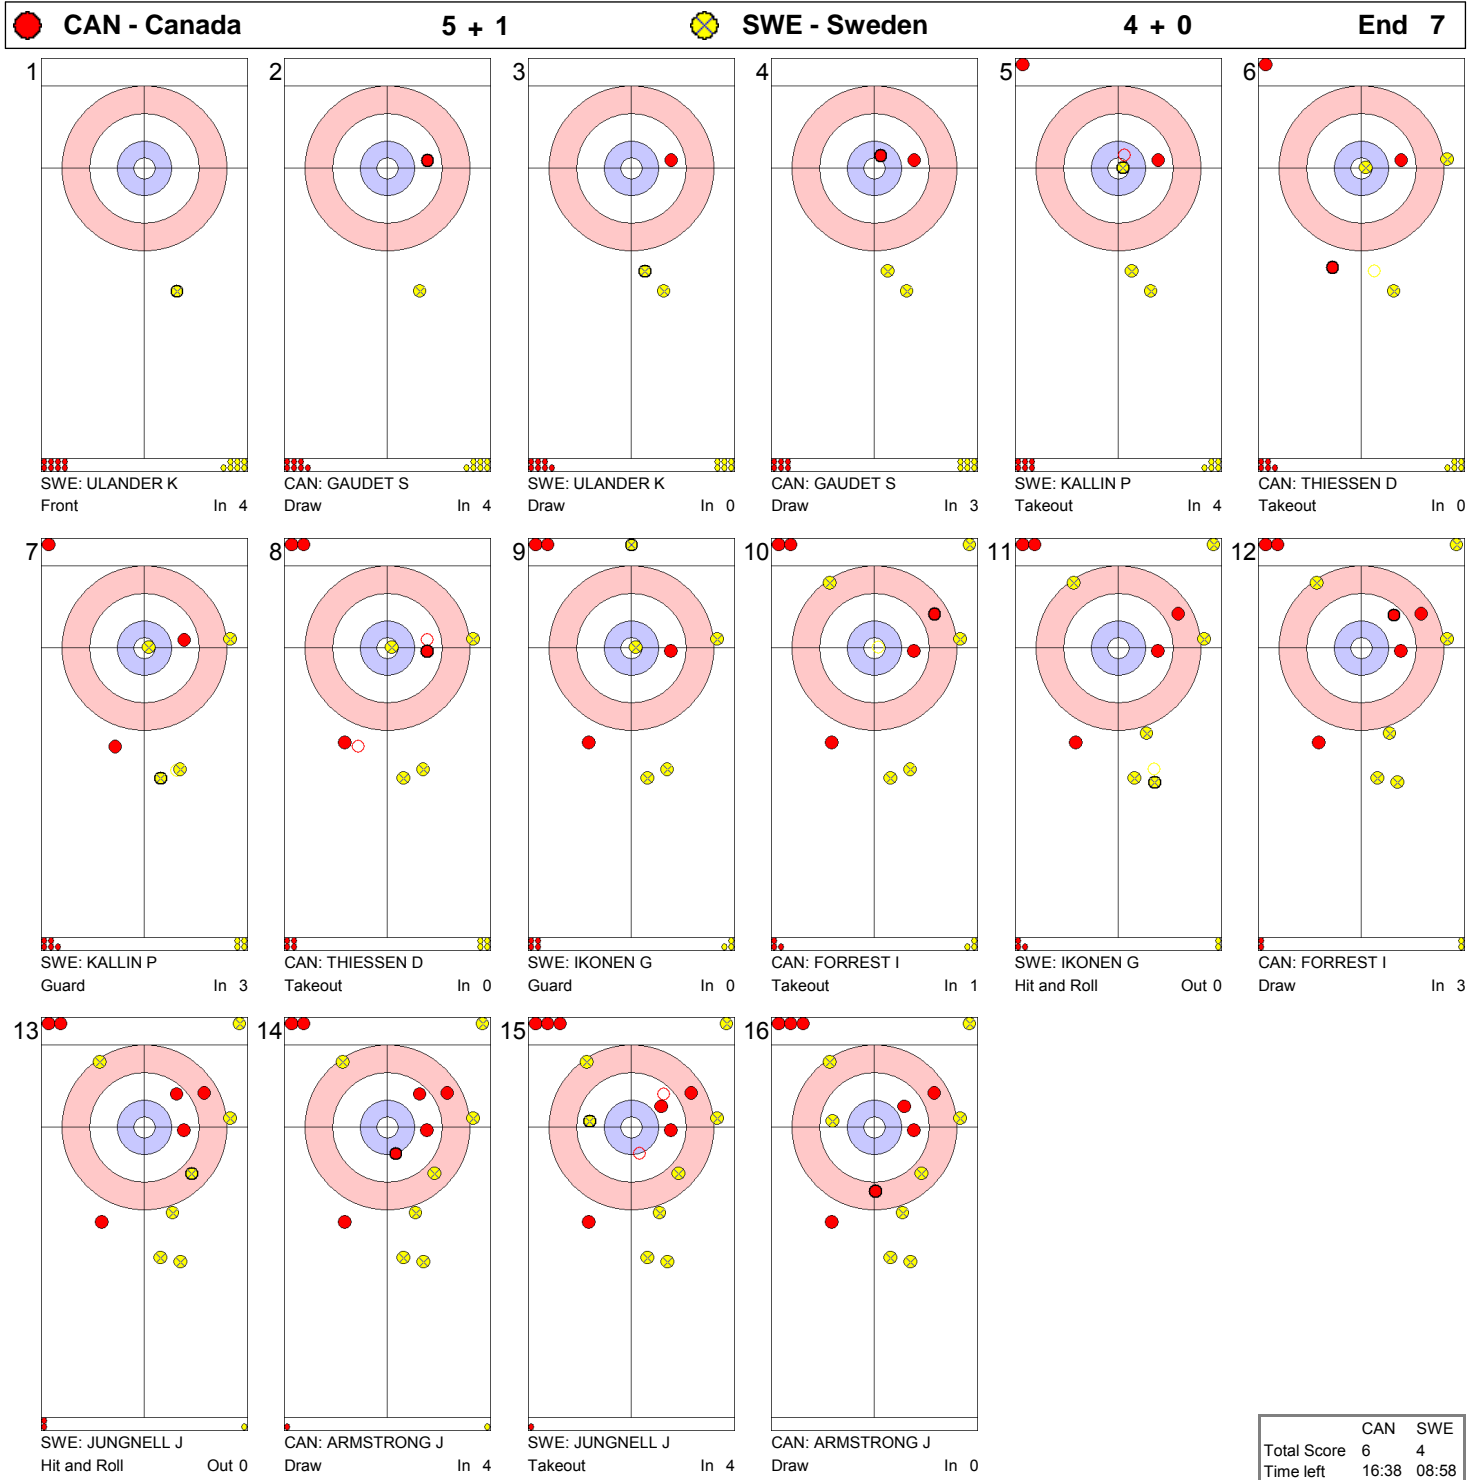 CAN - Canada 5 + 1 SWE - Sweden 4 + 0 End 7
1 2 3 4 5 6
SWE: ULANDER K CAN: GAUDET S SWE: ULANDER K CAN: GAUDET S SWE: KALLIN P CAN: THIESSEN D
Front In 4 Draw In 4 Draw In 0 Draw In 3 Takeout In 4 Takeout In 0
7 8 9 10 11 12
SWE: KALLIN P CAN: THIESSEN D SWE: IKONEN G CAN: FORREST I SWE: IKONEN G CAN: FORREST I
Guard In 3 Takeout In 0 Guard In 0 Takeout In 1 Hit and Roll Out 0 Draw In 3
13 14 15 16
SWE: JUNGNELL J CAN: ARMSTRONG J SWE: JUNGNELL J CAN: ARMSTRONG J
Hit and Roll Out 0 Draw In 4 Takeout In 4 Draw In 0
CAN SWE
Total Score 6 4
Time left 16:38 08:58